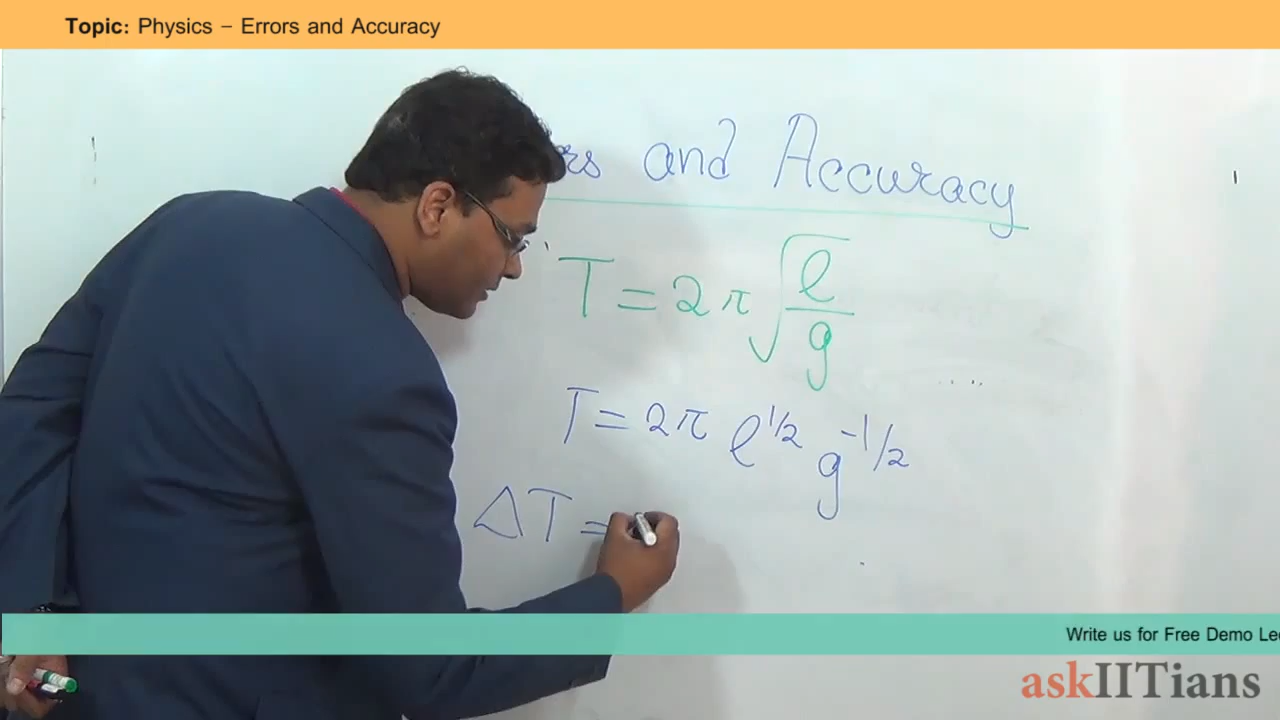 Topic: Physics – Errors and Accuracy
rs and Accuracy
T = 2π√(l/g)
T = 2π l^1/2 g^-1/2
ΔT =
Write us for Free Demo Le
askIITians